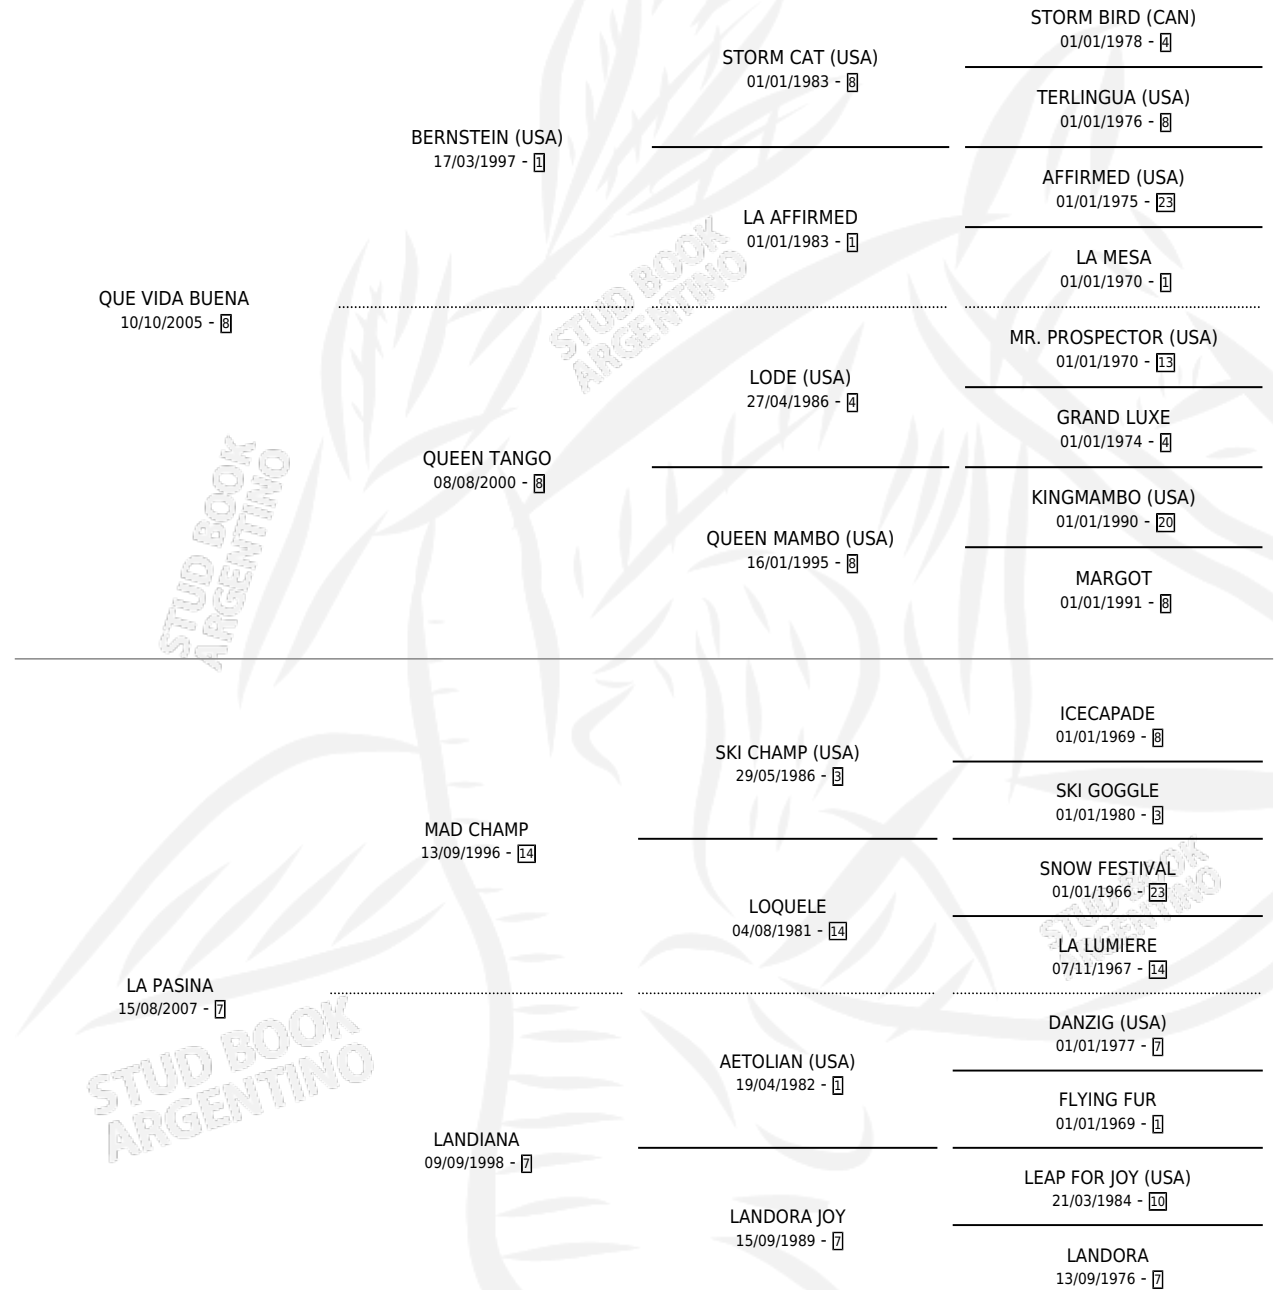 STORM BIRD (CAN)
01/01/1978 - 4
STORM CAT (USA)
01/01/1983 - 8
TERLINGUA (USA)
01/01/1976 - 8
BERNSTEIN (USA)
17/03/1997 - 1
AFFIRMED (USA)
01/01/1975 - 23
LA AFFIRMED
01/01/1983 - 1
LA MESA
01/01/1970 - 1
QUE VIDA BUENA
10/10/2005 - 8
MR. PROSPECTOR (USA)
01/01/1970 - 13
LODE (USA)
27/04/1986 - 4
GRAND LUXE
01/01/1974 - 4
QUEEN TANGO
08/08/2000 - 8
KINGMAMBO (USA)
01/01/1990 - 20
QUEEN MAMBO (USA)
16/01/1995 - 8
MARGOT
01/01/1991 - 8
STUD BOOK
ARGENTINO
STUD BOOK
ARGENTINO
ICECAPADE
01/01/1969 - 8
SKI CHAMP (USA)
29/05/1986 - 3
SKI GOGGLE
01/01/1980 - 3
MAD CHAMP
13/09/1996 - 14
SNOW FESTIVAL
01/01/1966 - 23
LOQUELE
04/08/1981 - 14
LA LUMIERE
07/11/1967 - 14
LA PASINA
15/08/2007 - 7
DANZIG (USA)
01/01/1977 - 7
AETOLIAN (USA)
19/04/1982 - 1
FLYING FUR
01/01/1969 - 1
LANDIANA
09/09/1998 - 7
LEAP FOR JOY (USA)
21/03/1984 - 10
LANDORA JOY
15/09/1989 - 7
LANDORA
13/09/1976 - 7
STUD BOOK
ARGENTINO
STUD BOOK
ARGENTINO